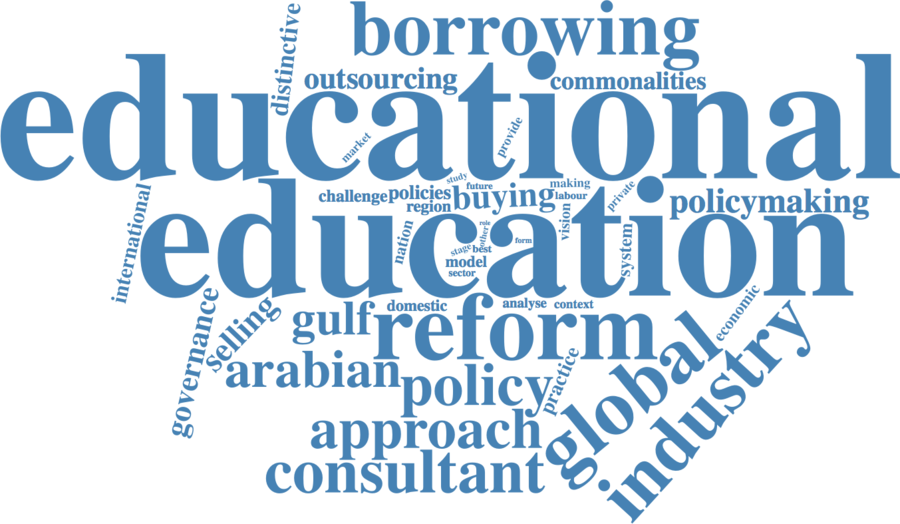 distinctive
borrowing
outsourcing
commonalities
educational
market
provide
study
future
making
challenge
policies
buying
labour
private
region
policymaking
international
education
nation
vision
system
role
other
form
stage
best
model
sector
governance
selling
gulf
domestic
analyse
context
economic
reform
arabian
policy
practice
global
industry
approach
consultant